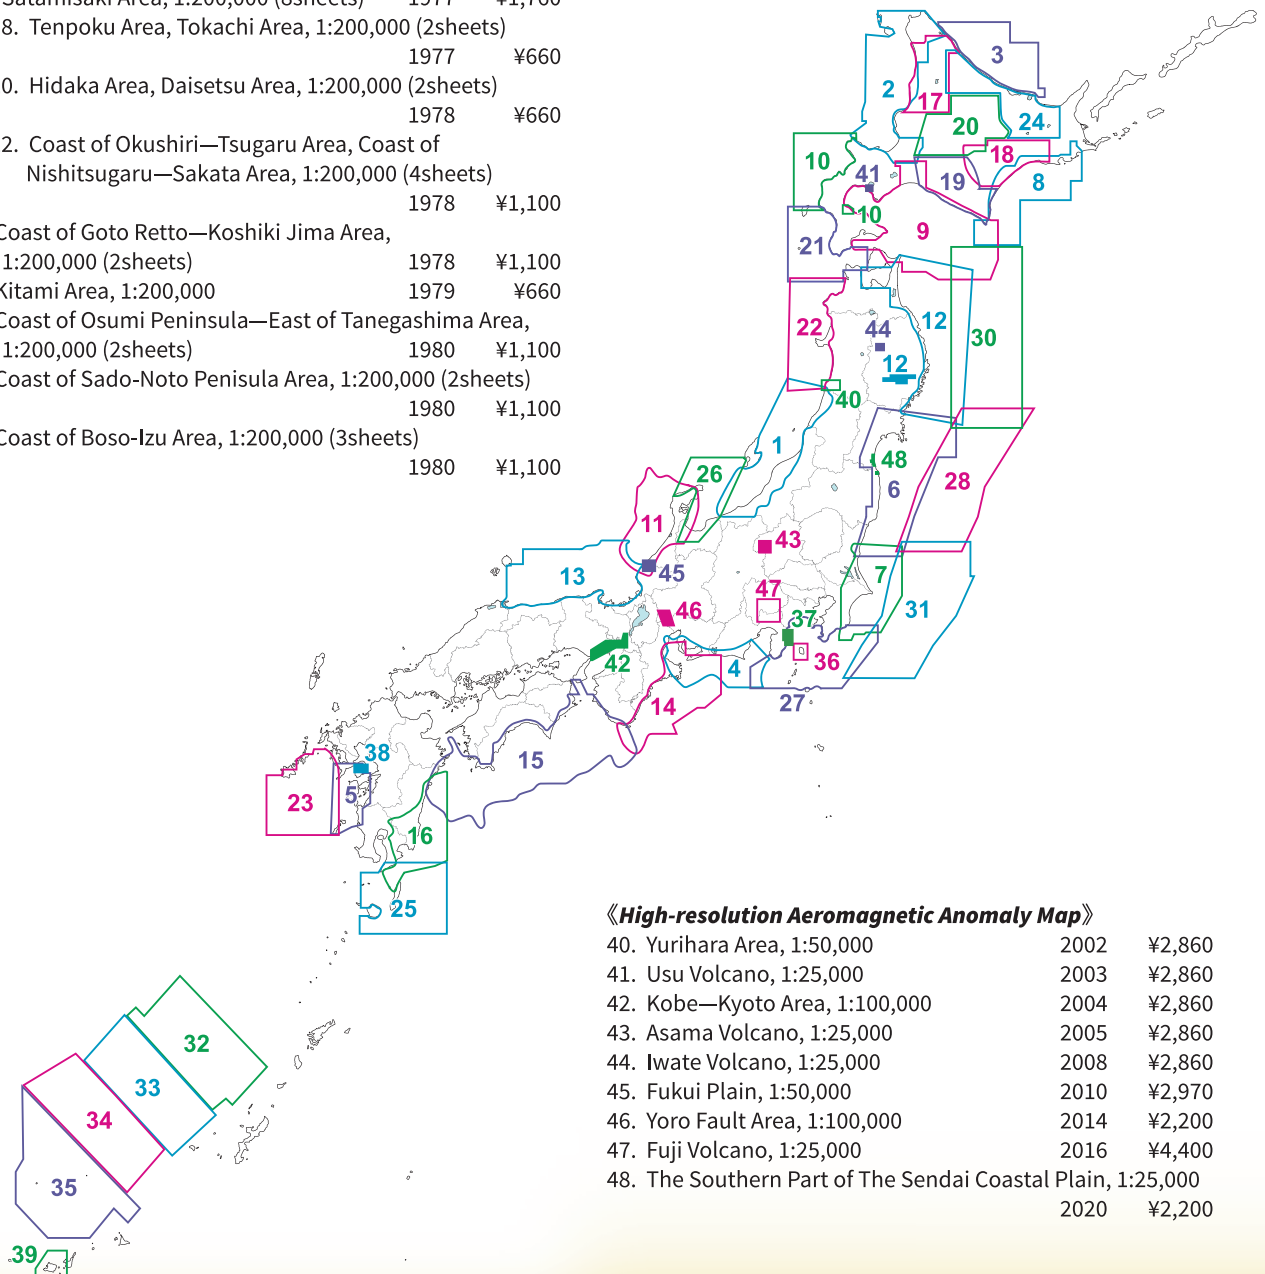 Satamisaki Area, 1:200,000 (8sheets) 1977 ¥1,700
8. Tenpoku Area, Tokachi Area, 1:200,000 (2sheets)
1977 ¥660
0. Hidaka Area, Daisetsu Area, 1:200,000 (2sheets)
1978 ¥660
2. Coast of Okushiri—Tsugaru Area, Coast of
Nishitsugaru—Sakata Area, 1:200,000 (4sheets)
1978 ¥1,100
Coast of Goto Retto—Koshiki Jima Area,
1:200,000 (2sheets) 1978 ¥1,100
Kitami Area, 1:200,000 1979 ¥660
Coast of Osumi Peninsula—East of Tanegashima Area,
1:200,000 (2sheets) 1980 ¥1,100
Coast of Sado-Noto Penisula Area, 1:200,000 (2sheets)
1980 ¥1,100
Coast of Boso-Izu Area, 1:200,000 (3sheets)
1980 ¥1,100
3
2
17
24
20
18
10
41
19
8
10
9
21
22
12
44
30
12
40
1
48
26
6
28
11
43
45
13
7
47
31
46
37
42
4
36
27
14
15
38
5
23
16
25
32
33
34
35
39
《High-resolution Aeromagnetic Anomaly Map》
40. Yurihara Area, 1:50,000 2002 ¥2,860
41. Usu Volcano, 1:25,000 2003 ¥2,860
42. Kobe—Kyoto Area, 1:100,000 2004 ¥2,860
43. Asama Volcano, 1:25,000 2005 ¥2,860
44. Iwate Volcano, 1:25,000 2008 ¥2,860
45. Fukui Plain, 1:50,000 2010 ¥2,970
46. Yoro Fault Area, 1:100,000 2014 ¥2,200
47. Fuji Volcano, 1:25,000 2016 ¥4,400
48. The Southern Part of The Sendai Coastal Plain, 1:25,000
2020 ¥2,200